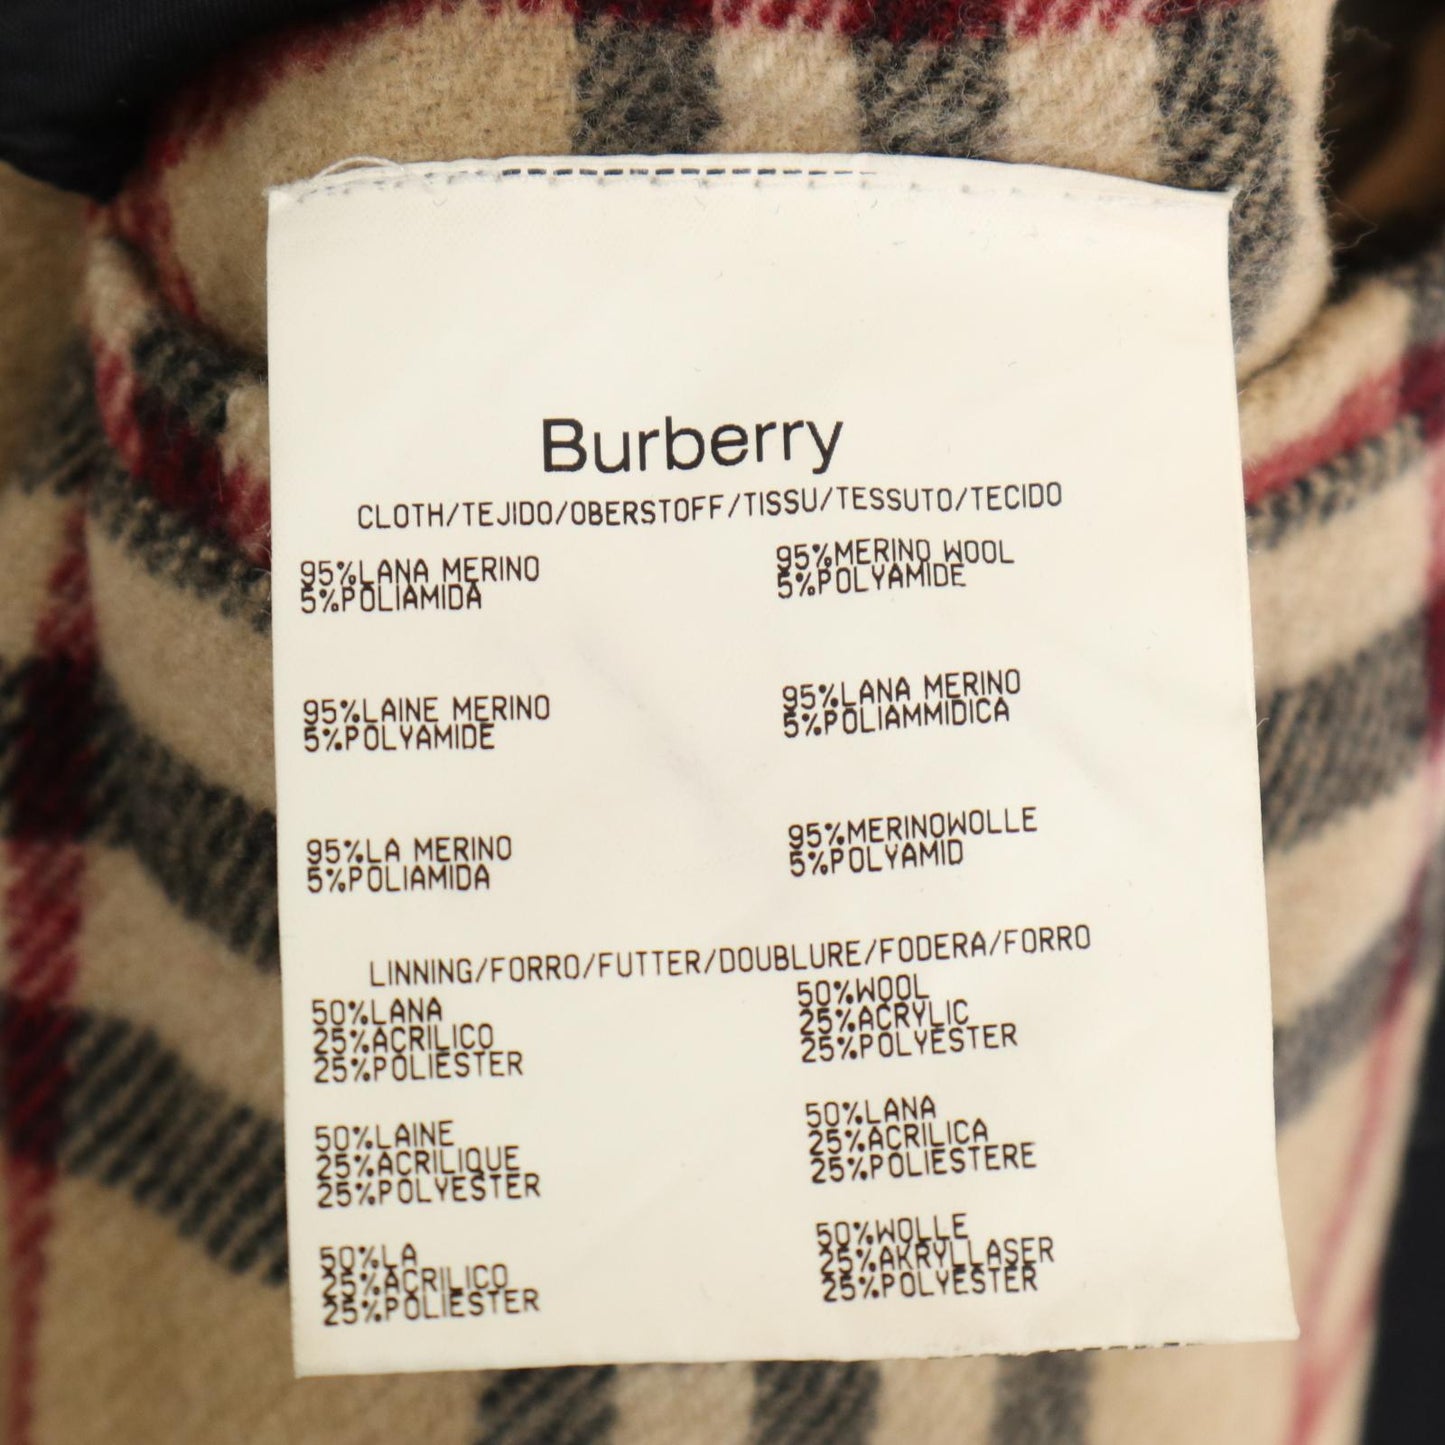 Burberry
CLOTH/TEJIDO/OBERSTOFF/TISSU/TESSUTO/TECIDO
95%LANA MERINO
5%POLIAMIDA
95%MERINO WOOL
5%POLYAMIDE
95%LAINE MERINO
5%POLYAMIDE
95%LANA MERINO
5%POLIAMMIDICA
95%LA MERINO
5%POLIAMIDA
95%MERINOWOLLE
5%POLYAMID
LINNING/FORRO/FUTTER/DOUBLURE/FODERA/FORRO
50%LANA
25%ACRILICO
25%POLIESTER
50%WOOL
25%ACRYLIC
25%POLYESTER
50%LAINE
25%ACRILIQUE
25%POLYESTER
50%LANA
25%ACRILICA
25%POLIESTERE
50%LA
25%ACRILICO
25%POLIESTER
50%WOLLE
25%AKRYLLASER
25%POLYESTER